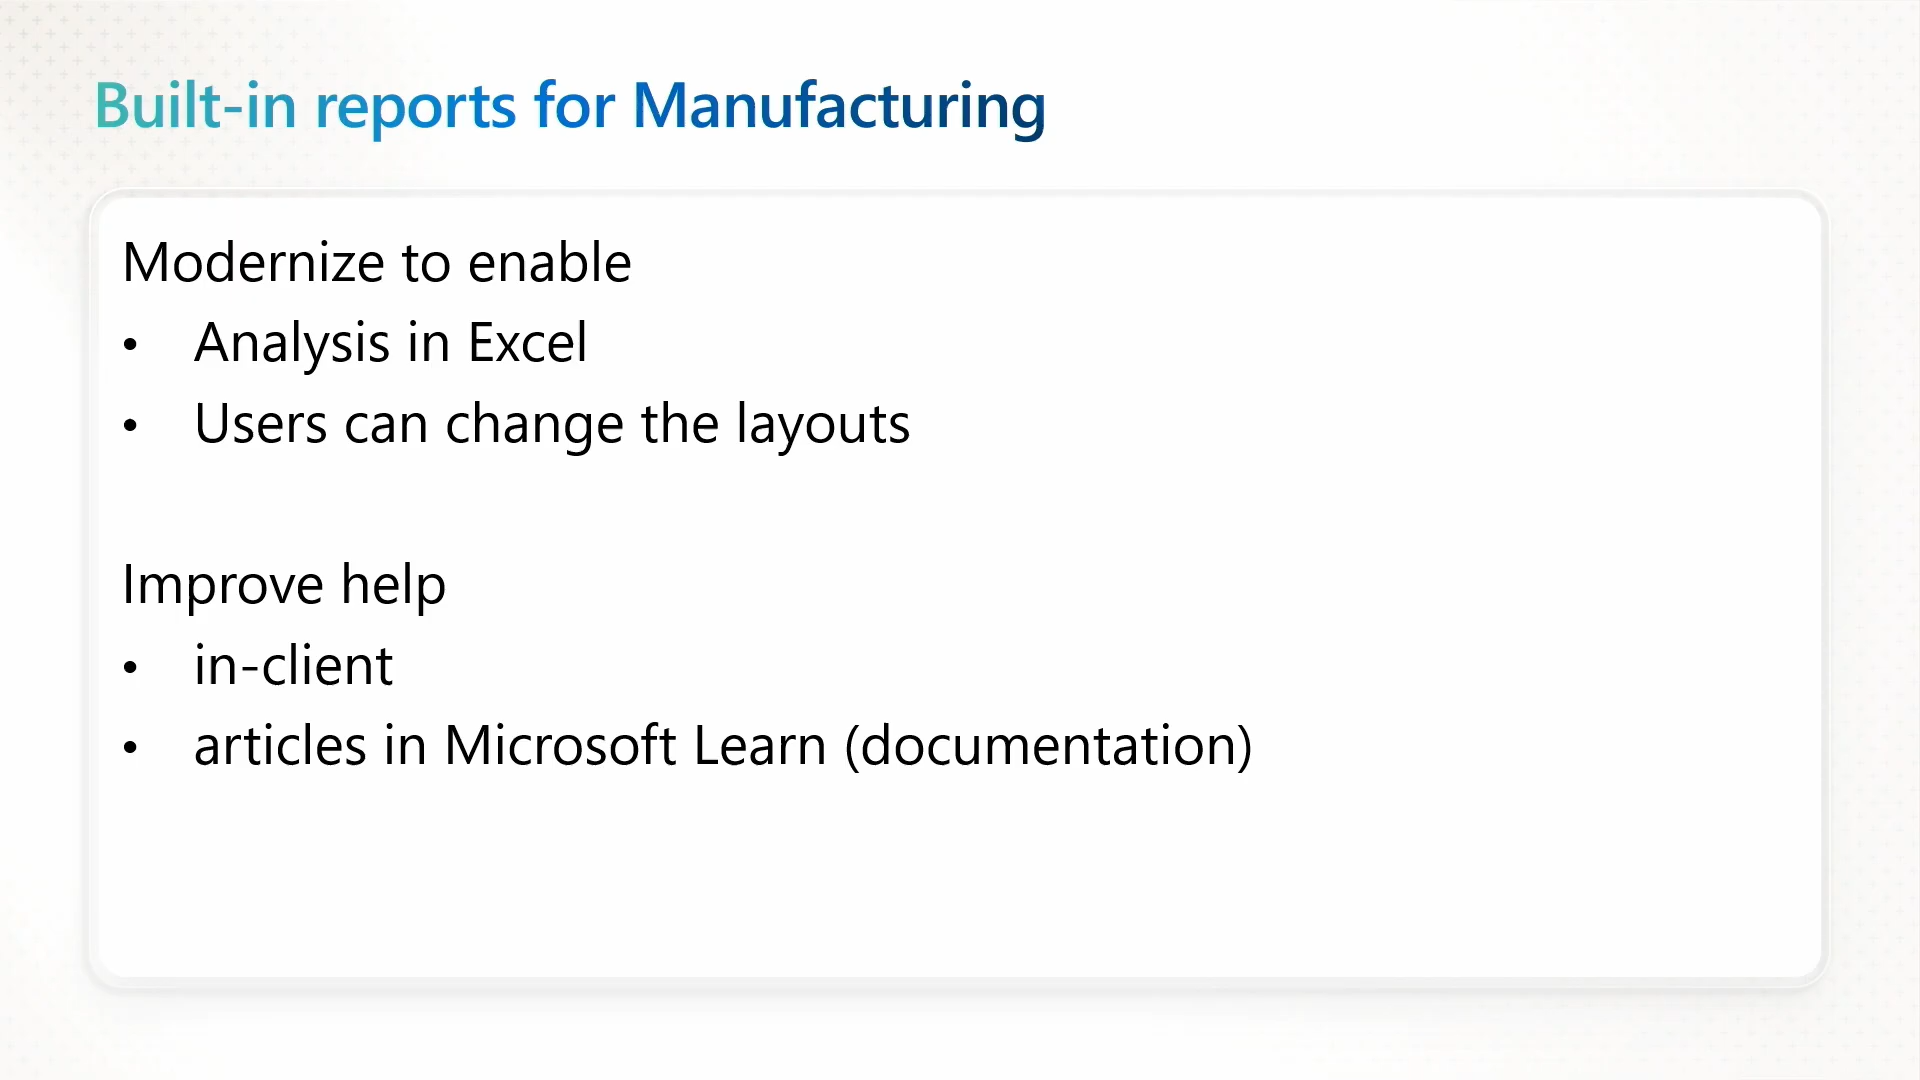 Built-in reports for Manufacturing
Modernize to enable
• Analysis in Excel
• Users can change the layouts
Improve help
• in-client
• articles in Microsoft Learn (documentation)